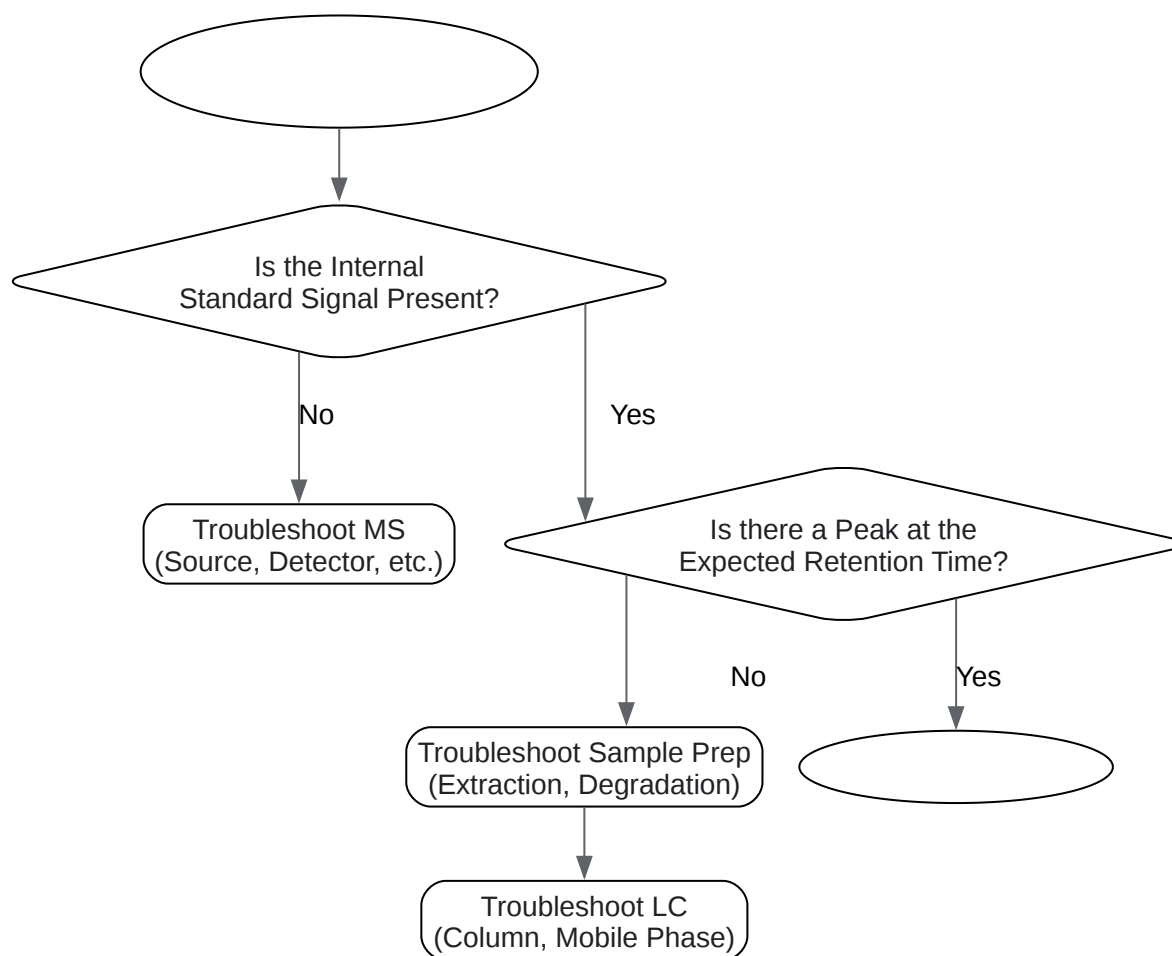 Is the Internal
Standard Signal Present?
No
Yes
Troubleshoot MS
(Source, Detector, etc.)
Is there a Peak at the
Expected Retention Time?
No
Yes
Troubleshoot Sample Prep
(Extraction, Degradation)
Troubleshoot LC
(Column, Mobile Phase)